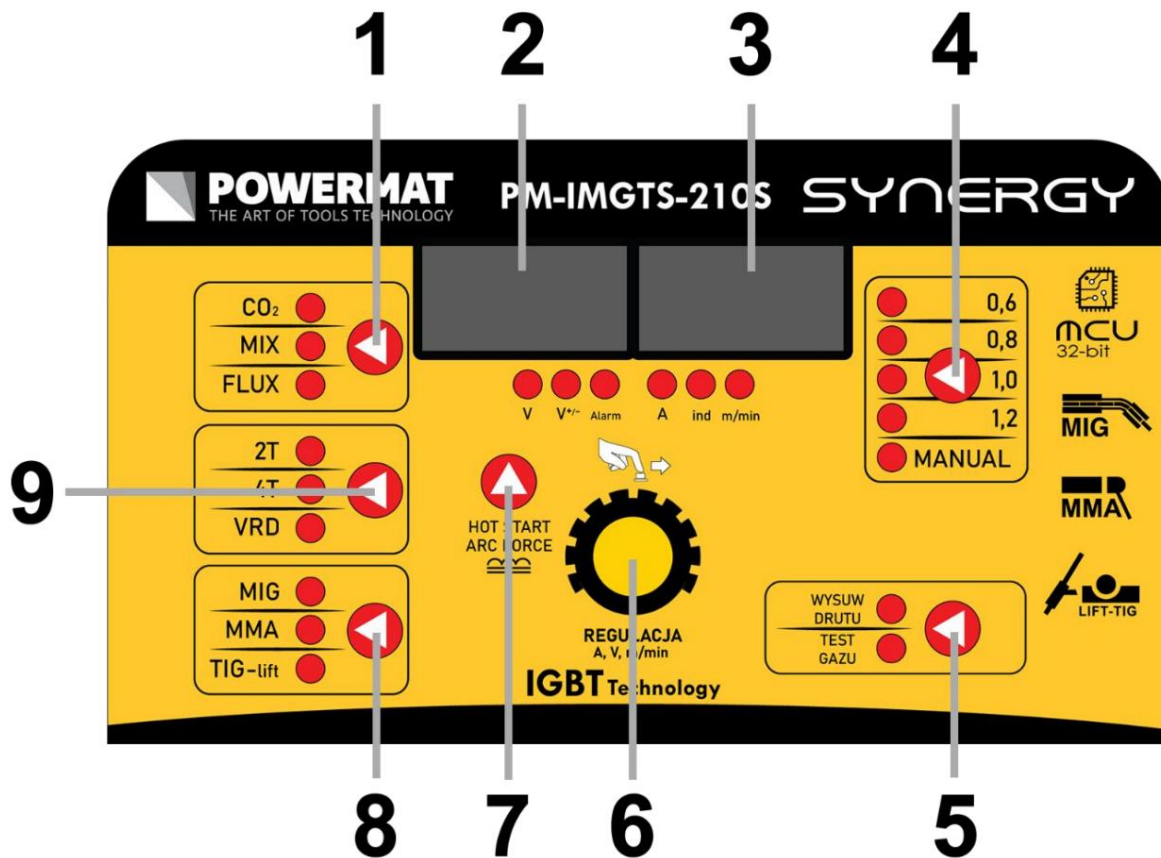 1 2 3 4
POWERMAT PM-IMGTS-210S SYNERGY
THE ART OF TOOLS TECHNOLOGY
CO₂
MIX
FLUX
V V+/- Alarm A ind m/min
0,6
0,8
1,0
1,2
MANUAL
MCU
32-bit
MIG
MMA
LIFT-TIG
9
2T
4T
VRD
HOT START
ARC FORCE
MIG
MMA
TIG-lift
REGULACJA
A, V, m/min
IGBT Technology
WYSUW
DRUTU
TEST
GAZU
8 7 6 5